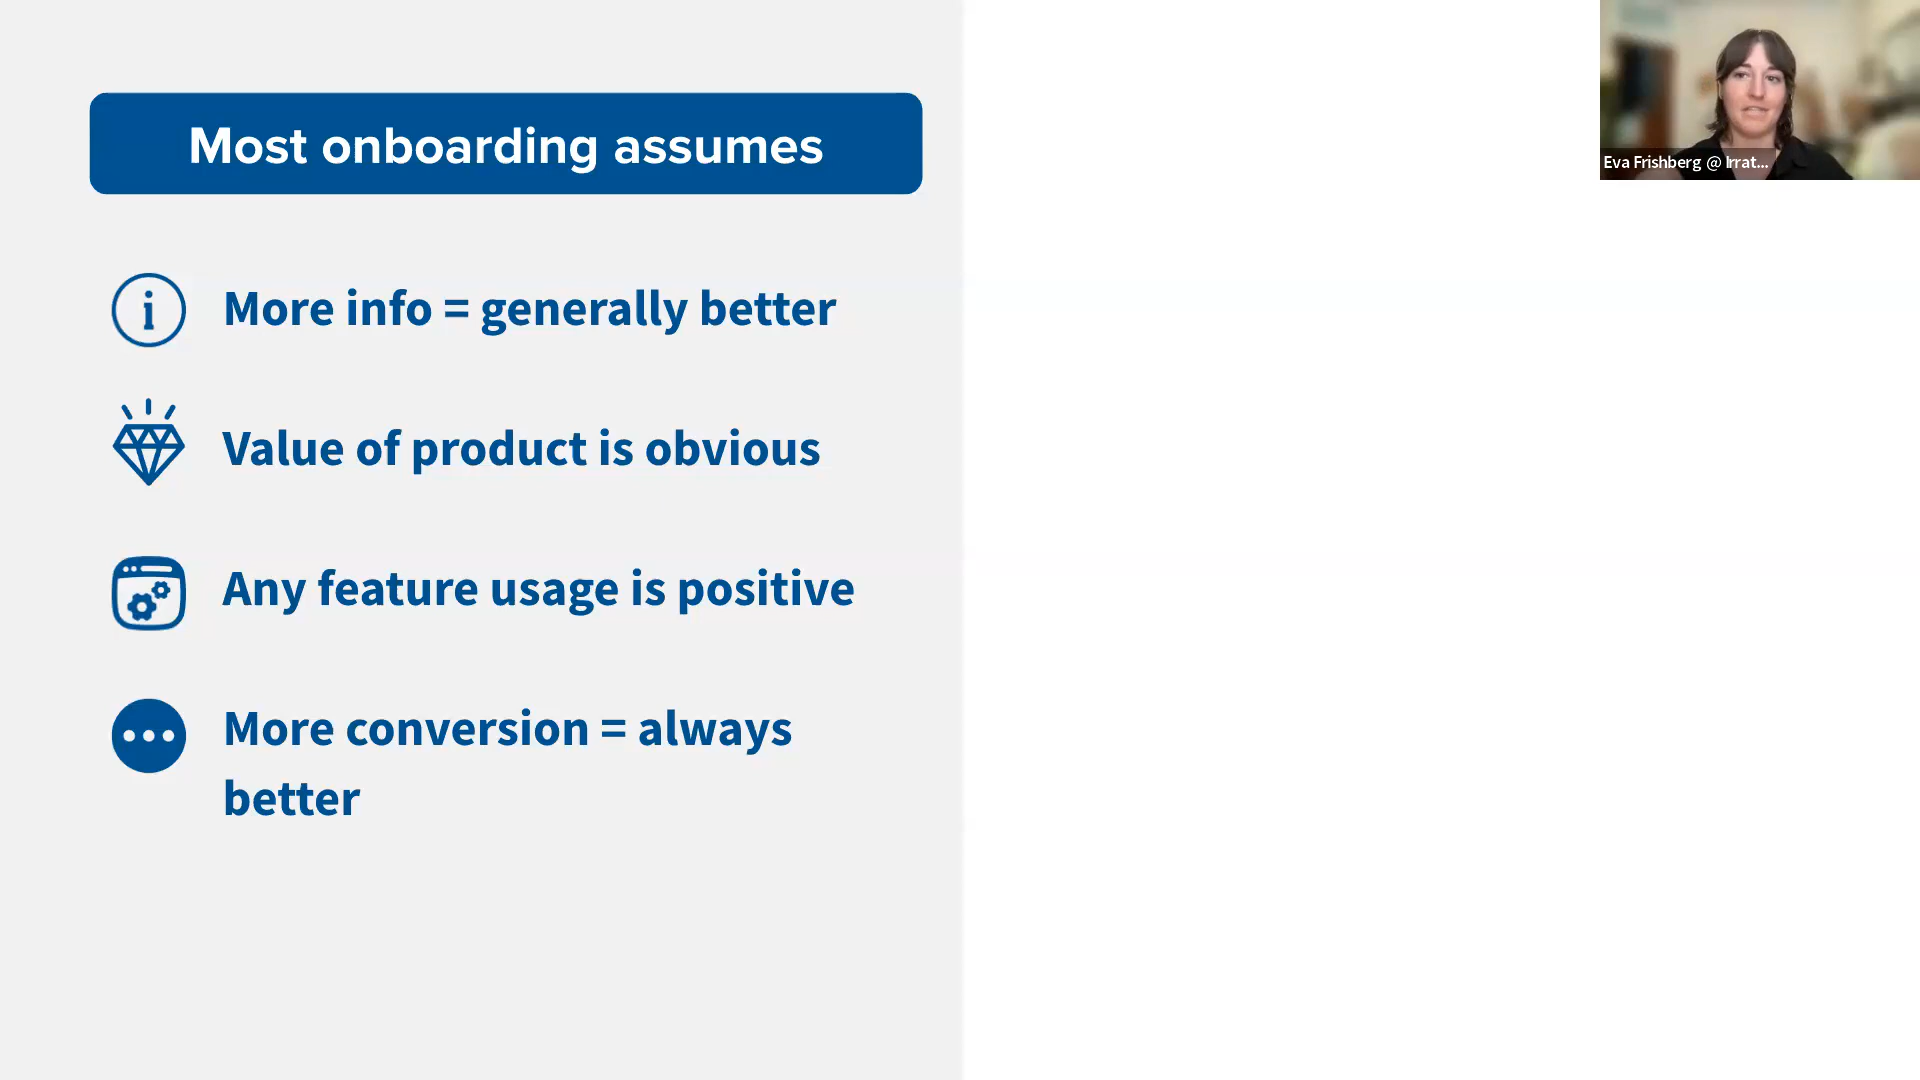 Most onboarding assumes
More info = generally better
Value of product is obvious
Any feature usage is positive
More conversion = always
better
Eva Frishberg @ Irrat...